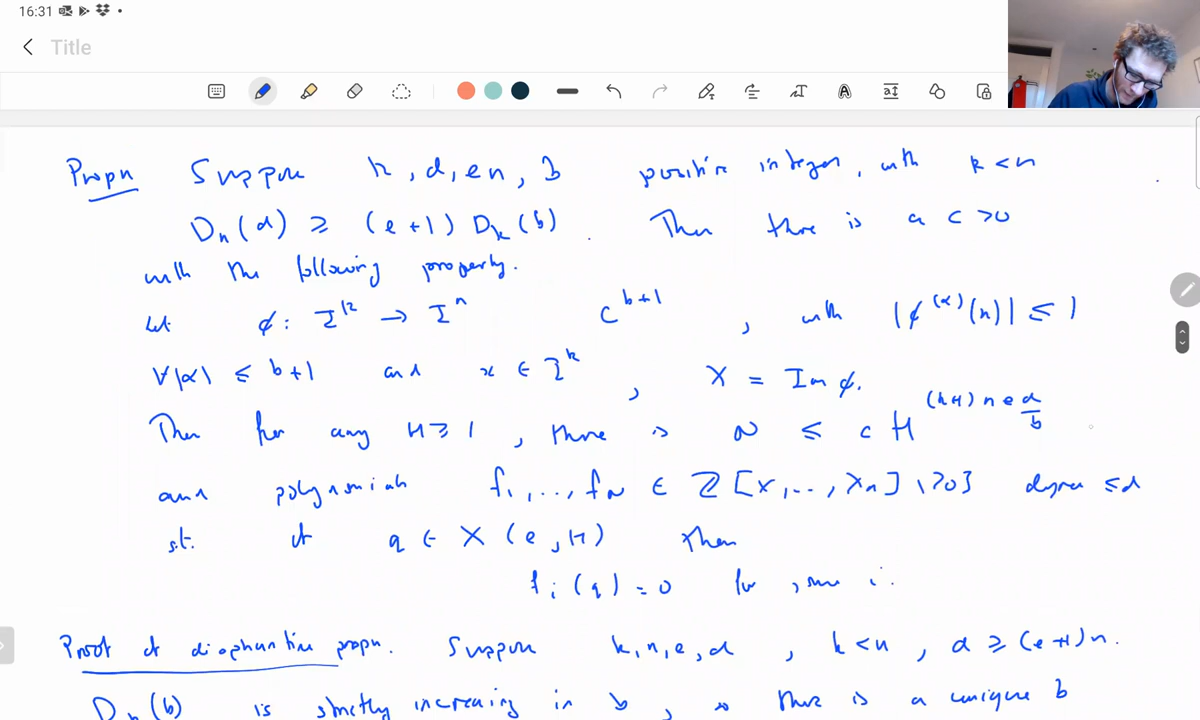 16:31
Title
Propn Suppose k, d, e, n, b positive integers, with k < n
D_n(d) ≥ (e+1) D_k(b). Then there is a c > 0
with the following property.
Let φ: I^k → I^n C^{b+1}, with |φ^{(α)}(x)| ≤ 1
∀|α| ≤ b+1 and x ∈ I^k, X = Im φ.
Then for any H ≥ 1, there is N ≤ c H^{(k+1) n e d/b}
and polynomials f_1, ..., f_N ∈ ℤ[X_1, ..., X_n] \ {0} degree ≤ d
s.t. if q ∈ X(e, H) then
f_i(q) = 0 for some i.
Proof of diophantine propn. Suppose k, n, e, d, k < n, d ≥ (e+1)n.
D_k(b) is strictly increasing in b, so there is a unique b